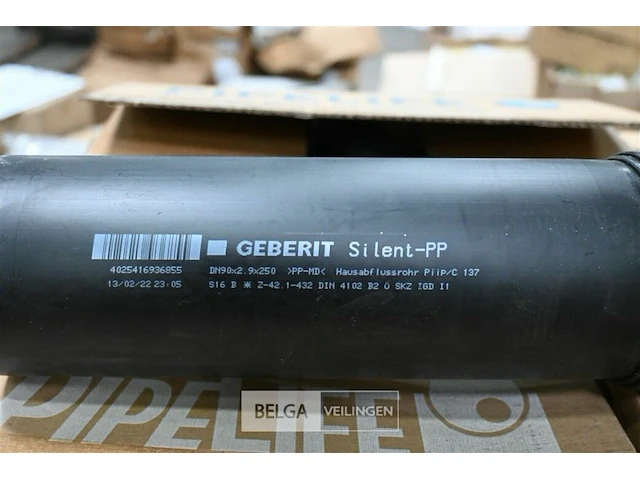 GEBERIT Silent-PP
4025416936855 DN90x2.9x250 >PP-MD< Hausabflussrohr PIiP/C 137
13/02/22 23:05 S16 B Z-42.1-432 DIN 4102 B2 Ü SKZ IGD I1
PIPELIFE
BELGA VEILINGEN